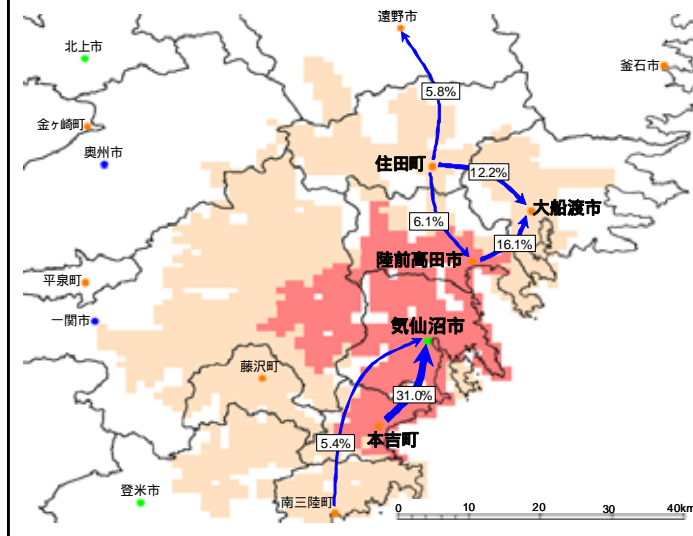 遠野市
北上市
釜石市
5.8%
金ヶ崎町
奥州市
住田町
12.2%
大船渡市
6.1%
16.1%
陸前高田市
平泉町
一関市
気仙沼市
藤沢町
31.0%
本吉町
5.4%
登米市
南三陸町
0 10 20 30 40km